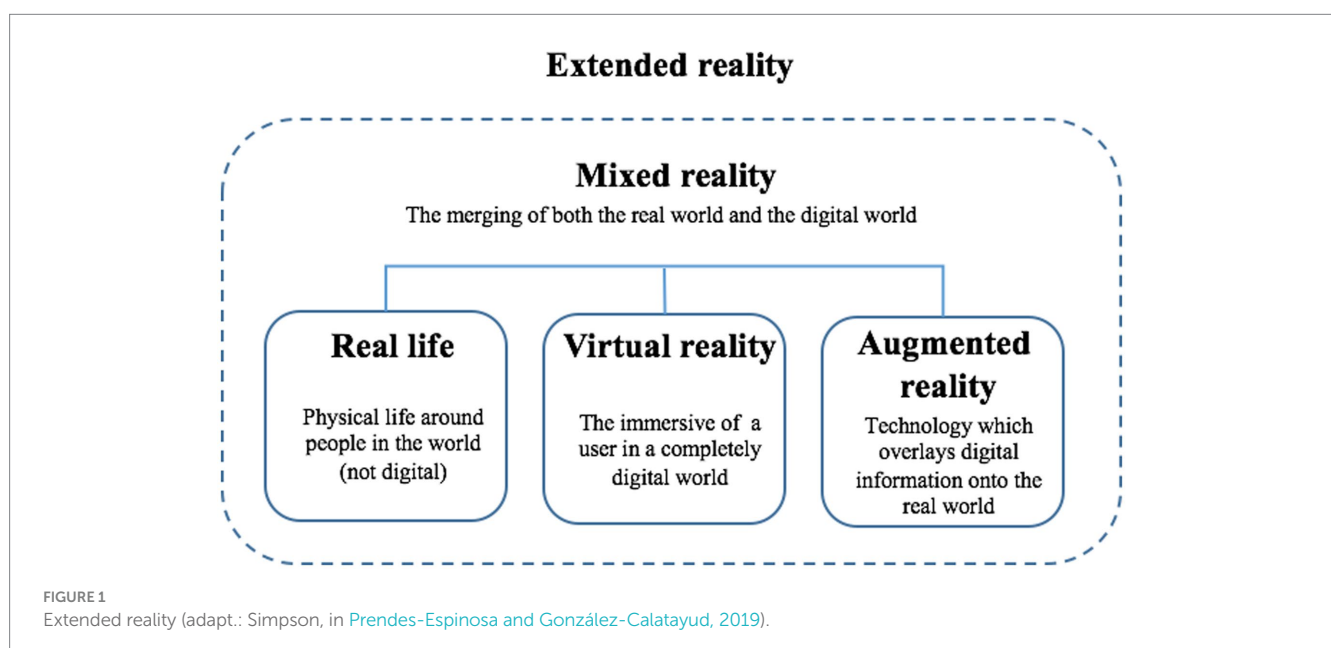 Extended reality
Mixed reality
The merging of both the real world and the digital world
Real life
Physical life around
people in the world
(not digital)
Virtual reality
The immersive of a
user in a completely
digital world
Augmented
reality
Technology which
overlays digital
information onto the
real world
FIGURE 1
Extended reality (adapt.: Simpson, in Prendes-Espinosa and González-Calatayud, 2019).